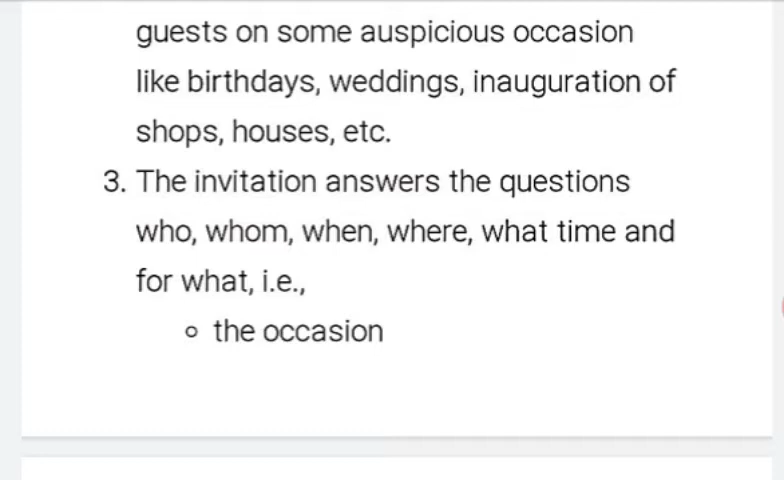 guests on some auspicious occasion
like birthdays, weddings, inauguration of
shops, houses, etc.
3. The invitation answers the questions
who, whom, when, where, what time and
for what, i.e.,
o the occasion